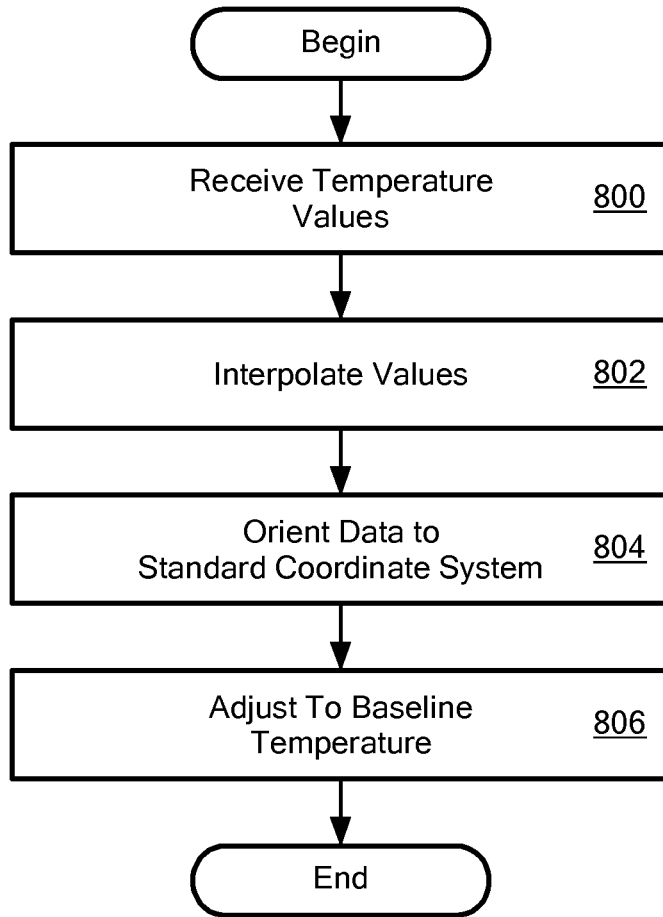 Begin
Receive Temperature
Values
800
Interpolate Values
802
Orient Data to
Standard Coordinate System
804
Adjust To Baseline
Temperature
806
End